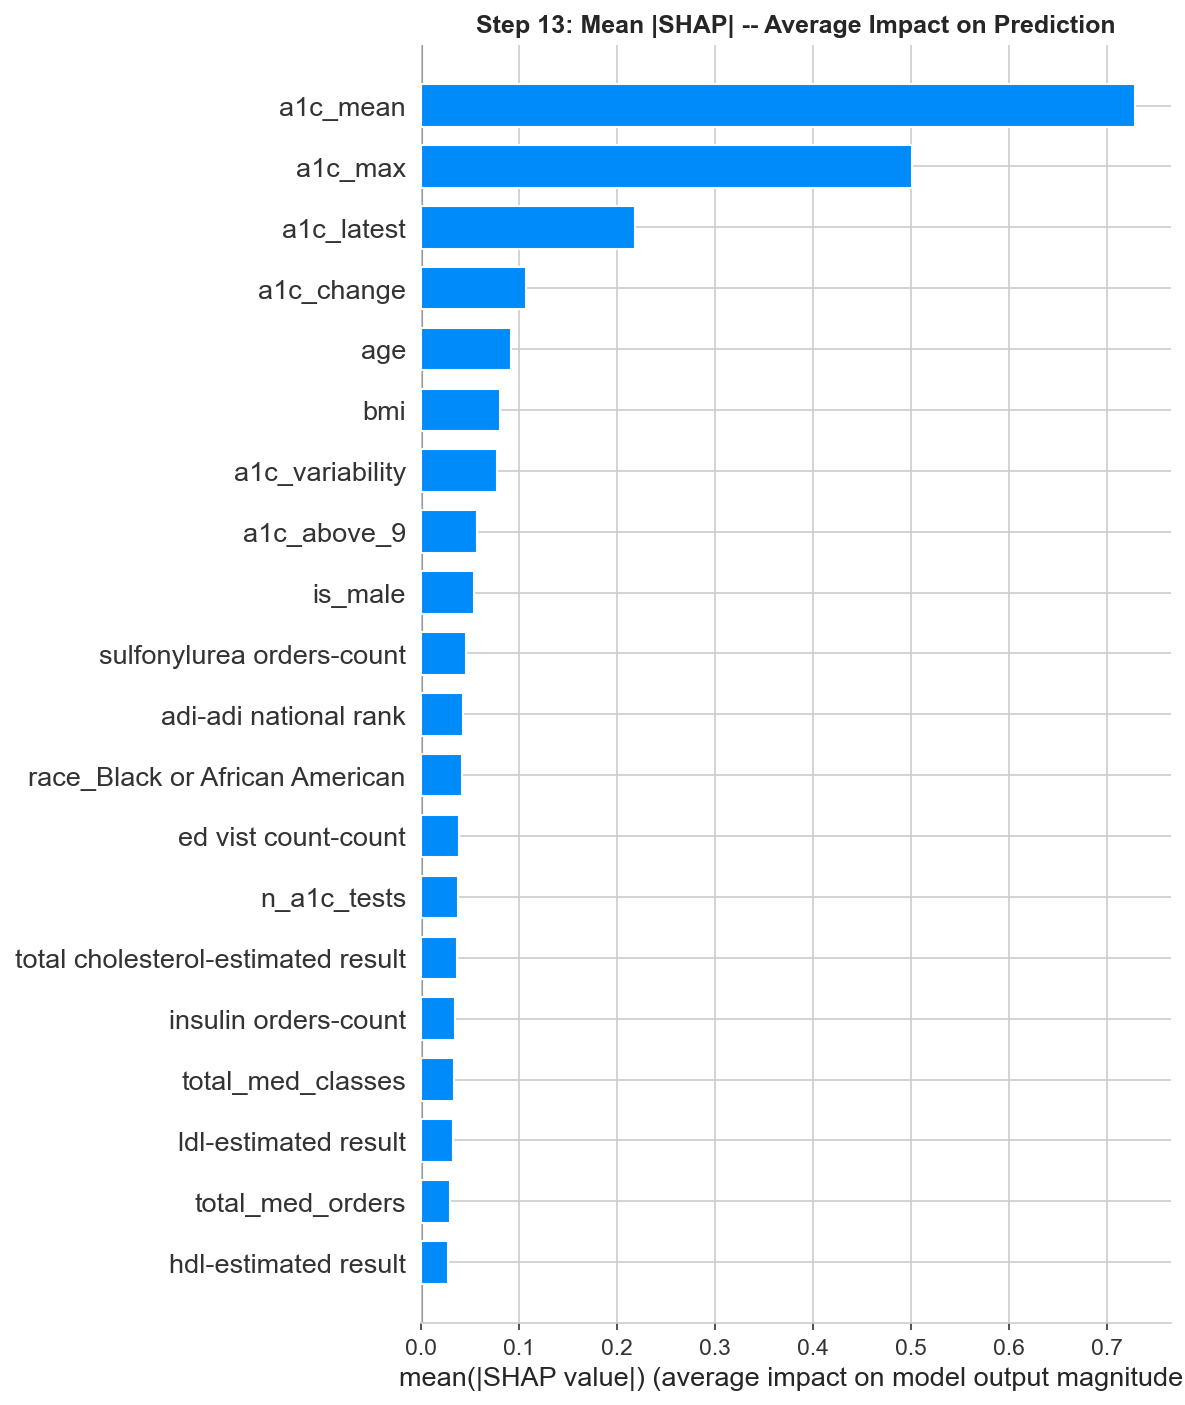 Step 13: Mean |SHAP| -- Average Impact on Prediction
a1c_mean
a1c_max
a1c_latest
a1c_change
age
bmi
a1c_variability
a1c_above_9
is_male
sulfonylurea orders-count
adi-adi national rank
race_Black or African American
ed vist count-count
n_a1c_tests
total cholesterol-estimated result
insulin orders-count
total_med_classes
ldl-estimated result
total_med_orders
hdl-estimated result
0.0 0.1 0.2 0.3 0.4 0.5 0.6 0.7
mean(|SHAP value|) (average impact on model output magnitude